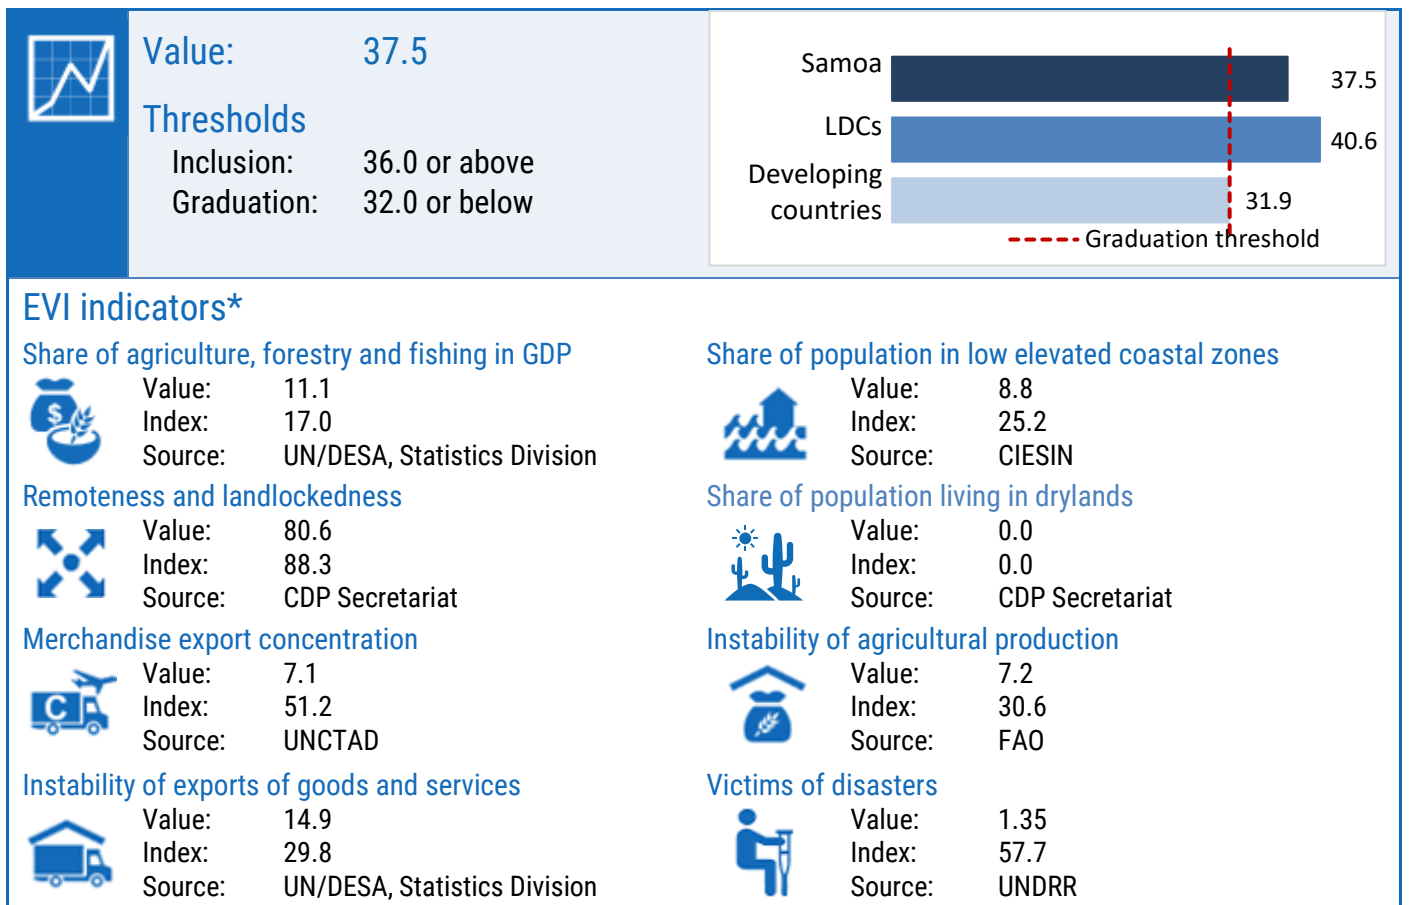 Value: 37.5
Thresholds
Inclusion: 36.0 or above
Graduation: 32.0 or below
Samoa 37.5
LDCs 40.6
Developing
countries 31.9
Graduation threshold
EVI indicators*
Share of agriculture, forestry and fishing in GDP
$
Value: 11.1
Index: 17.0
Source: UN/DESA, Statistics Division
Share of population in low elevated coastal zones
Value: 8.8
Index: 25.2
Source: CIESIN
Remoteness and landlockedness
Value: 80.6
Index: 88.3
Source: CDP Secretariat
Share of population living in drylands
Value: 0.0
Index: 0.0
Source: CDP Secretariat
Merchandise export concentration
C
Value: 7.1
Index: 51.2
Source: UNCTAD
Instability of agricultural production
Value: 7.2
Index: 30.6
Source: FAO
Instability of exports of goods and services
Value: 14.9
Index: 29.8
Source: UN/DESA, Statistics Division
Victims of disasters
Value: 1.35
Index: 57.7
Source: UNDRR